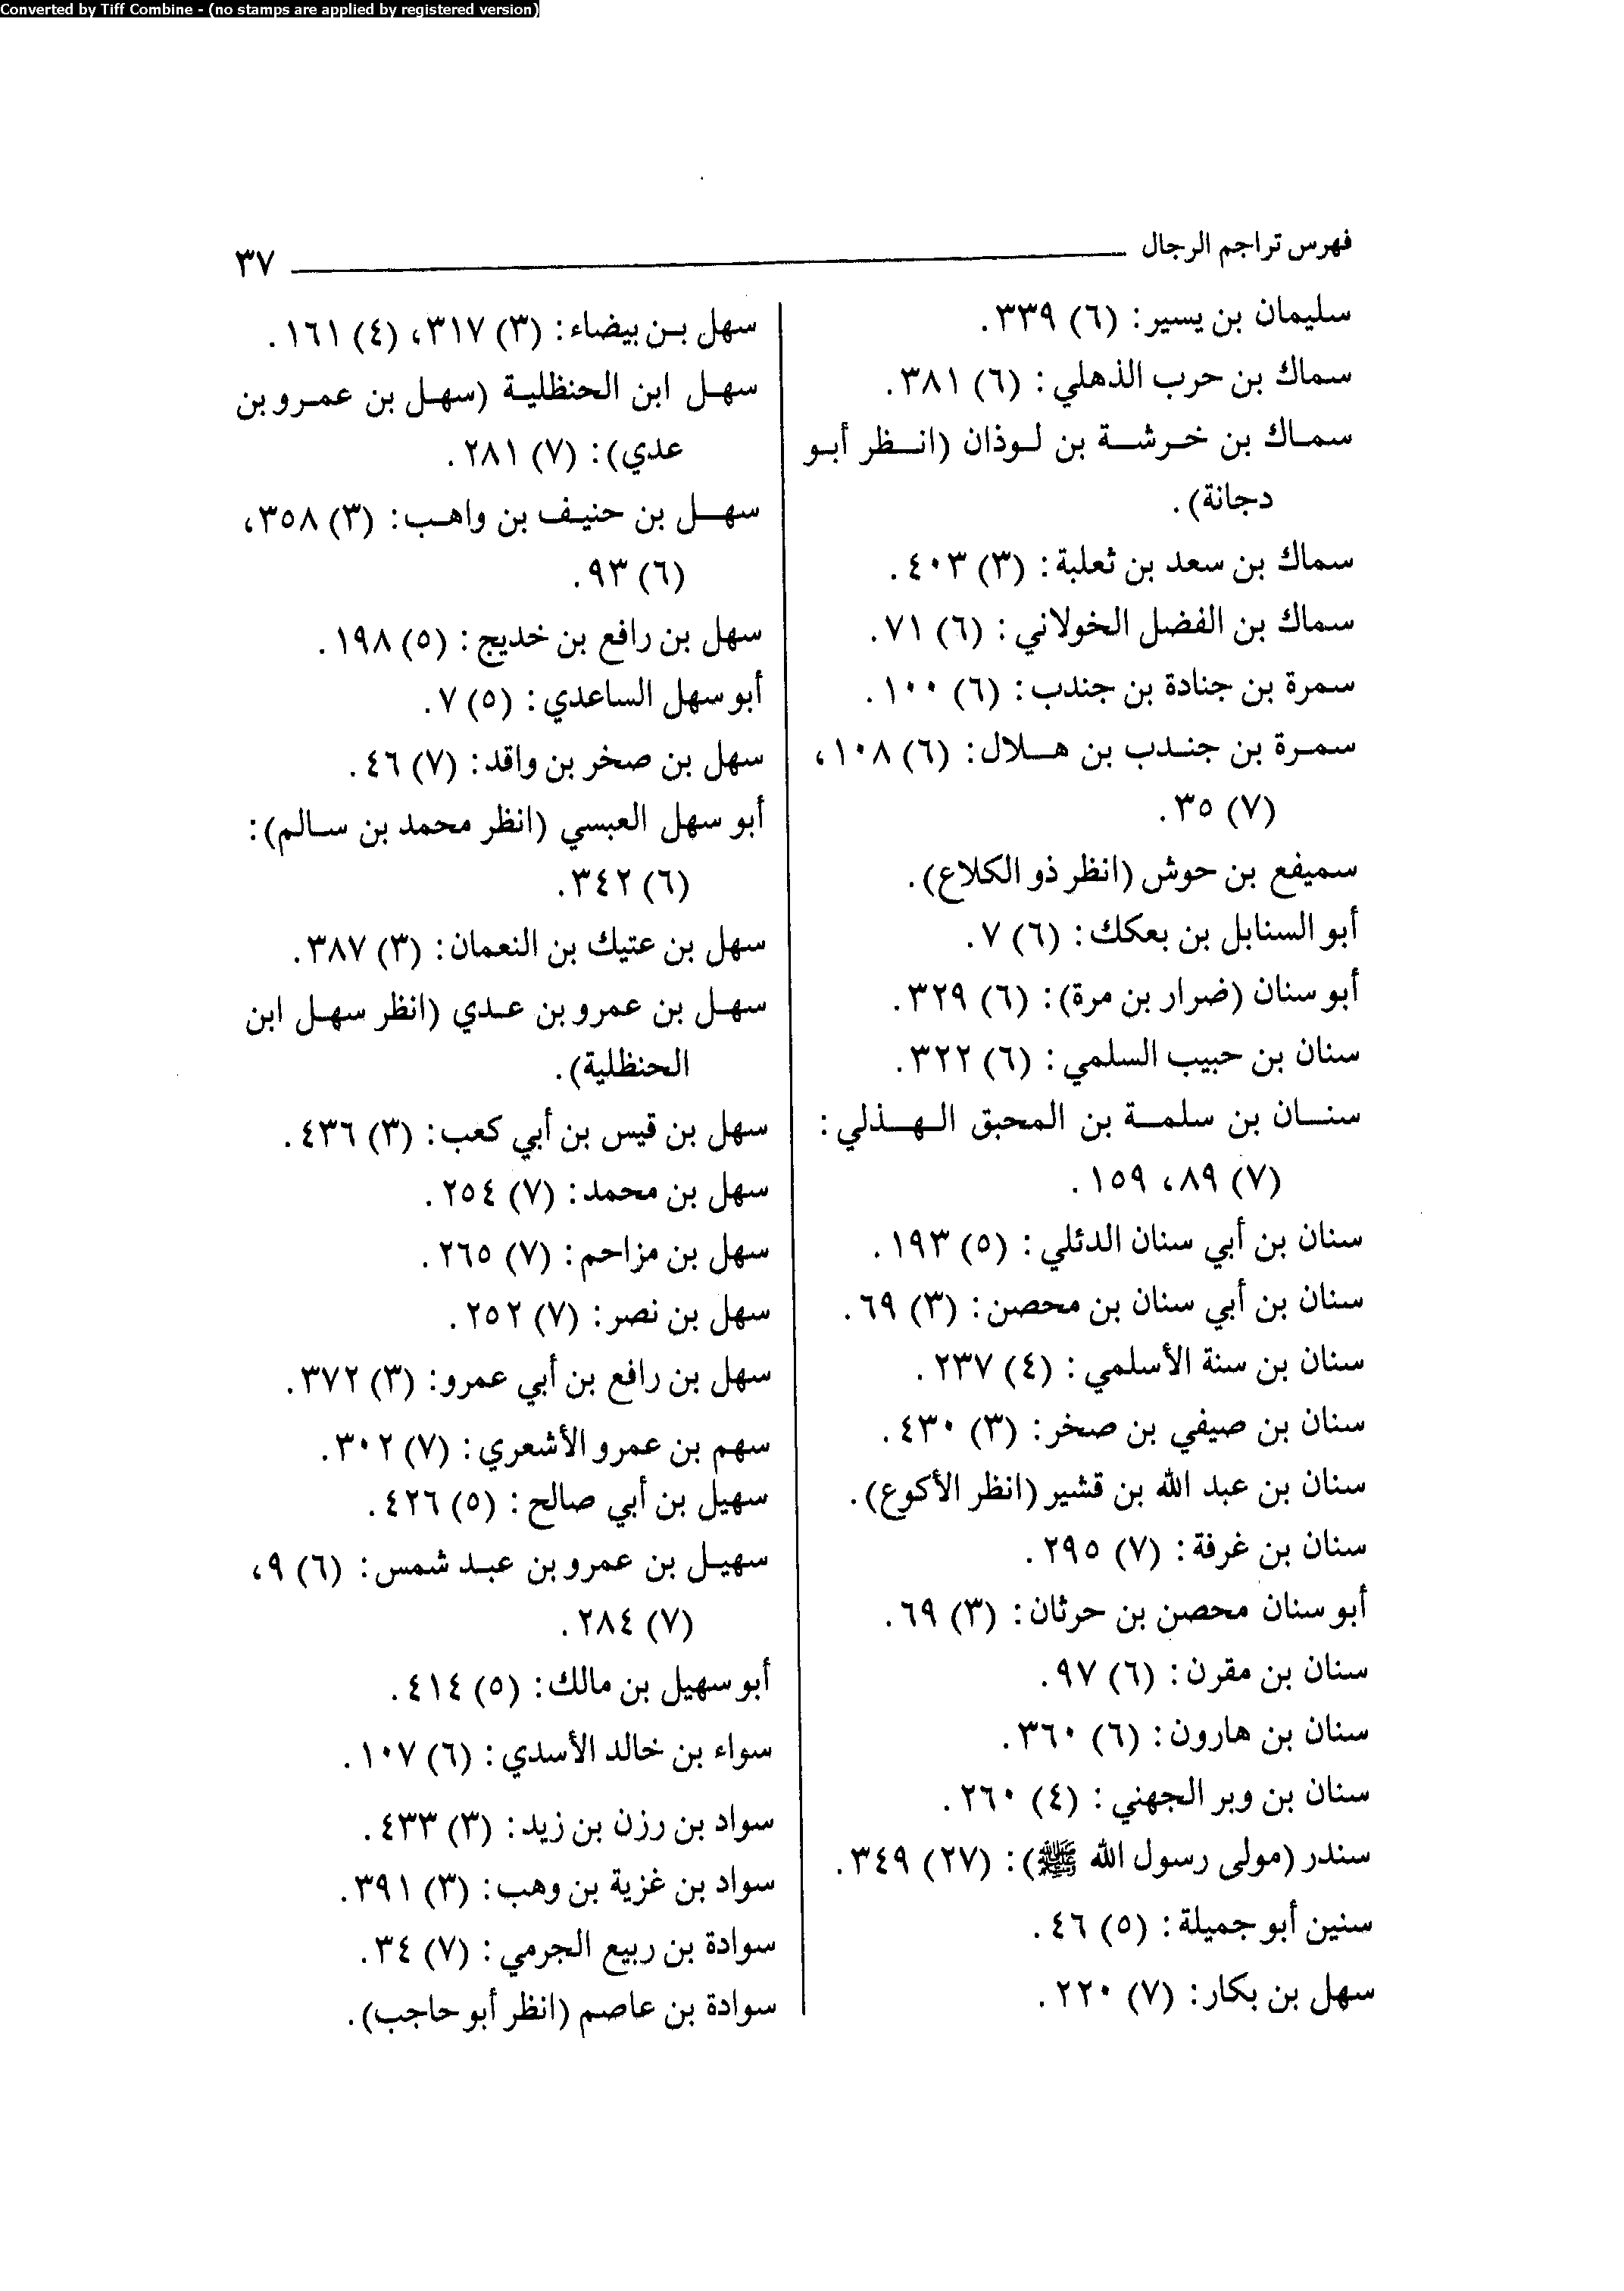 Converted by Tiff Combine - (no stamps are applied by registered version)
فهرس تراجم الرجال ٣٧
سليمان بن يسير: (٦) ٣٣٩.
سماك بن حرب الذهلي: (٦) ٣٨١.
سماك بن خرشة بن لوذان (انظر أبو
دجانة).
سماك بن سعد بن ثعلبة: (٣) ٤٠٣.
سماك بن الفضل الخولاني: (٦) ٧١.
سمرة بن جنادة بن جندب: (٦) ١٠٠.
سمرة بن جندب بن هلال: (٦) ١٠٨،
(٧) ٣٥.
سميفع بن حوش (انظر ذو الكلاع).
أبو السنابل بن بعكك: (٦) ٧.
أبو سنان (ضرار بن مرة): (٦) ٣٢٩.
سنان بن حبيب السلمي: (٦) ٣٢٢.
سنان بن سلمة بن المحبق الهذلي:
(٧) ٨٩، ١٥٩.
سنان بن أبي سنان الدئلي: (٥) ١٩٣.
سنان بن أبي سنان بن محصن: (٣) ٦٩.
سنان بن سنة الأسلمي: (٤) ٢٣٧.
سنان بن صيفي بن صخر: (٣) ٤٣٠.
سنان بن عبد الله بن قشير (انظر الأكوع).
سنان بن غرفة: (٧) ٢٩٥.
أبو سنان محصن بن حرثان: (٣) ٦٩.
سنان بن مقرن: (٦) ٩٧.
سنان بن هارون: (٦) ٣٦٠.
سنان بن وبر الجهني: (٤) ٢٦٠.
سندر (مولى رسول الله ﷺ): (٢٧) ٣٤٩.
سنين أبو جميلة: (٥) ٤٦.
سهل بن بكار: (٧) ٢٢٠.
سهل بن بيضاء: (٣) ٣١٧، (٤) ١٦١.
سهل ابن الحنظلية (سهل بن عمرو بن
عدي): (٧) ٢٨١.
سهل بن حنيف بن واهب: (٣) ٣٥٨،
(٦) ٩٣.
سهل بن رافع بن خديج: (٥) ١٩٨.
أبو سهل الساعدي: (٥) ٧.
سهل بن صخر بن واقد: (٧) ٤٦.
أبو سهل العبسي (انظر محمد بن سالم):
(٦) ٣٤٢.
سهل بن عتيك بن النعمان: (٣) ٣٨٧.
سهل بن عمرو بن عدي (انظر سهل ابن
الحنظلية).
سهل بن قيس بن أبي كعب: (٣) ٤٣٦.
سهل بن محمد: (٧) ٢٥٤.
سهل بن مزاحم: (٧) ٢٦٥.
سهل بن نصر: (٧) ٢٥٢.
سهل بن رافع بن أبي عمرو: (٣) ٣٧٢.
سهم بن عمرو الأشعري: (٧) ٣٠٢.
سهيل بن أبي صالح: (٥) ٤٢٦.
سهيل بن عمرو بن عبد شمس: (٦) ٩،
(٧) ٢٨٤.
أبو سهيل بن مالك: (٥) ٤١٤.
سواء بن خالد الأسدي: (٦) ١٠٧.
سواد بن رزن بن زيد: (٣) ٤٣٣.
سواد بن غزية بن وهب: (٣) ٣٩١.
سوادة بن ربيع الجرمي: (٧) ٣٤.
سوادة بن عاصم (انظر أبو حاجب).